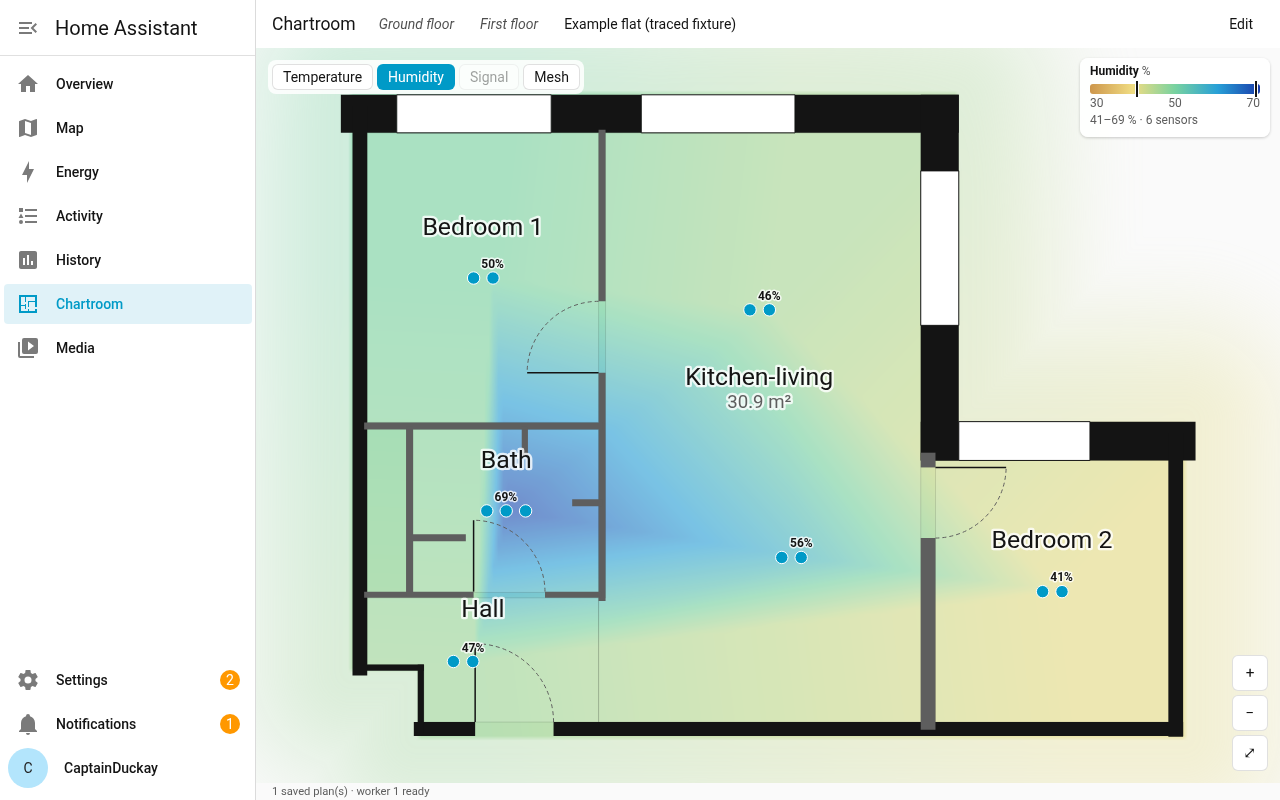 Home Assistant
Overview
Map
Energy
Activity
History
Chartroom
Media
Settings 2
Notifications 1
C CaptainDuckay
Chartroom Ground floor First floor Example flat (traced fixture) Edit
Temperature Humidity Signal Mesh
Humidity %
30 50 70
41–69 % · 6 sensors
Bedroom 1
50%
46%
Kitchen-living
30.9 m²
Bath
69%
56%
Bedroom 2
41%
Hall
47%
+
−
⤢
1 saved plan(s) · worker 1 ready